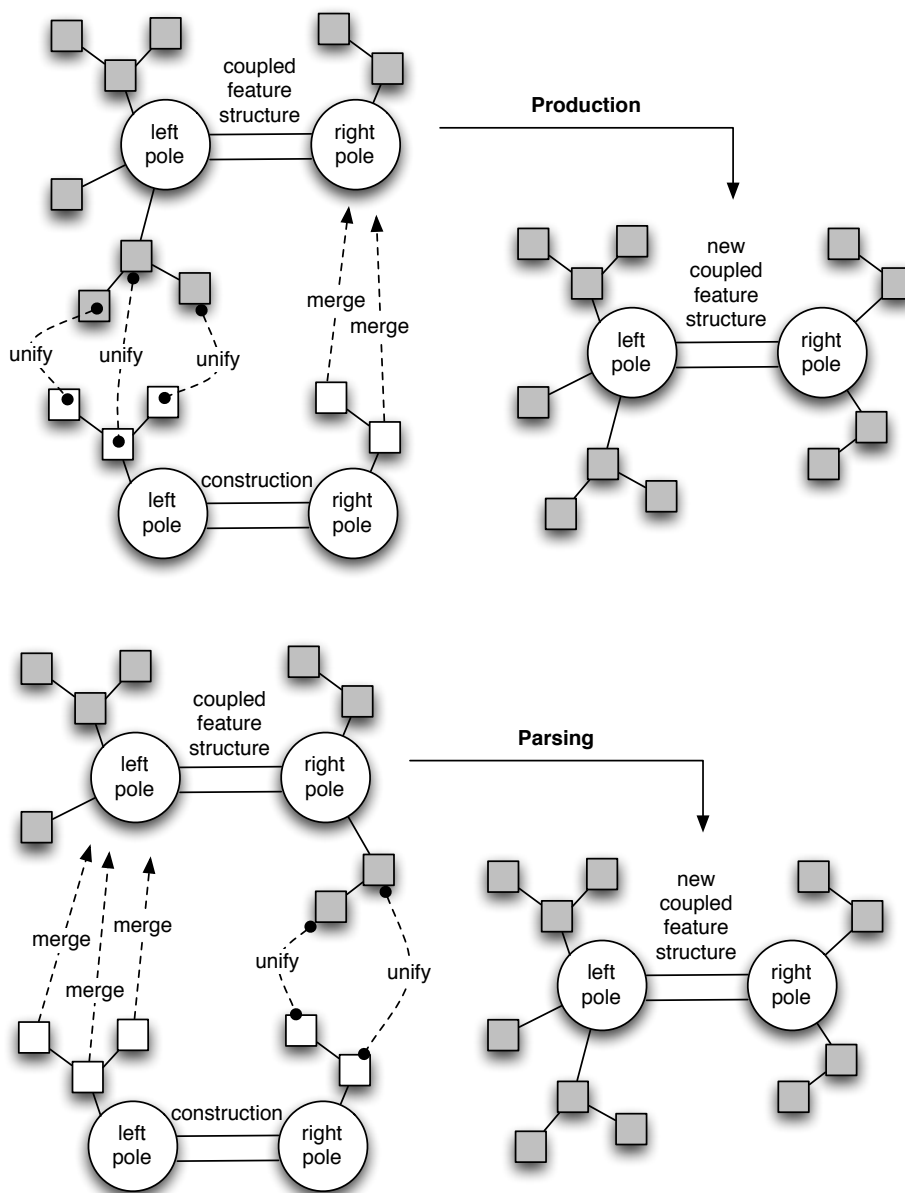 coupled
feature
structure
Production
left
pole
right
pole
new
coupled
feature
structure
merge
merge
unify
unify
unify
left
pole
right
pole
construction
left
pole
right
pole
coupled
feature
structure
Parsing
left
pole
right
pole
new
coupled
feature
structure
merge
merge
merge
unify
unify
left
pole
right
pole
construction
left
pole
right
pole